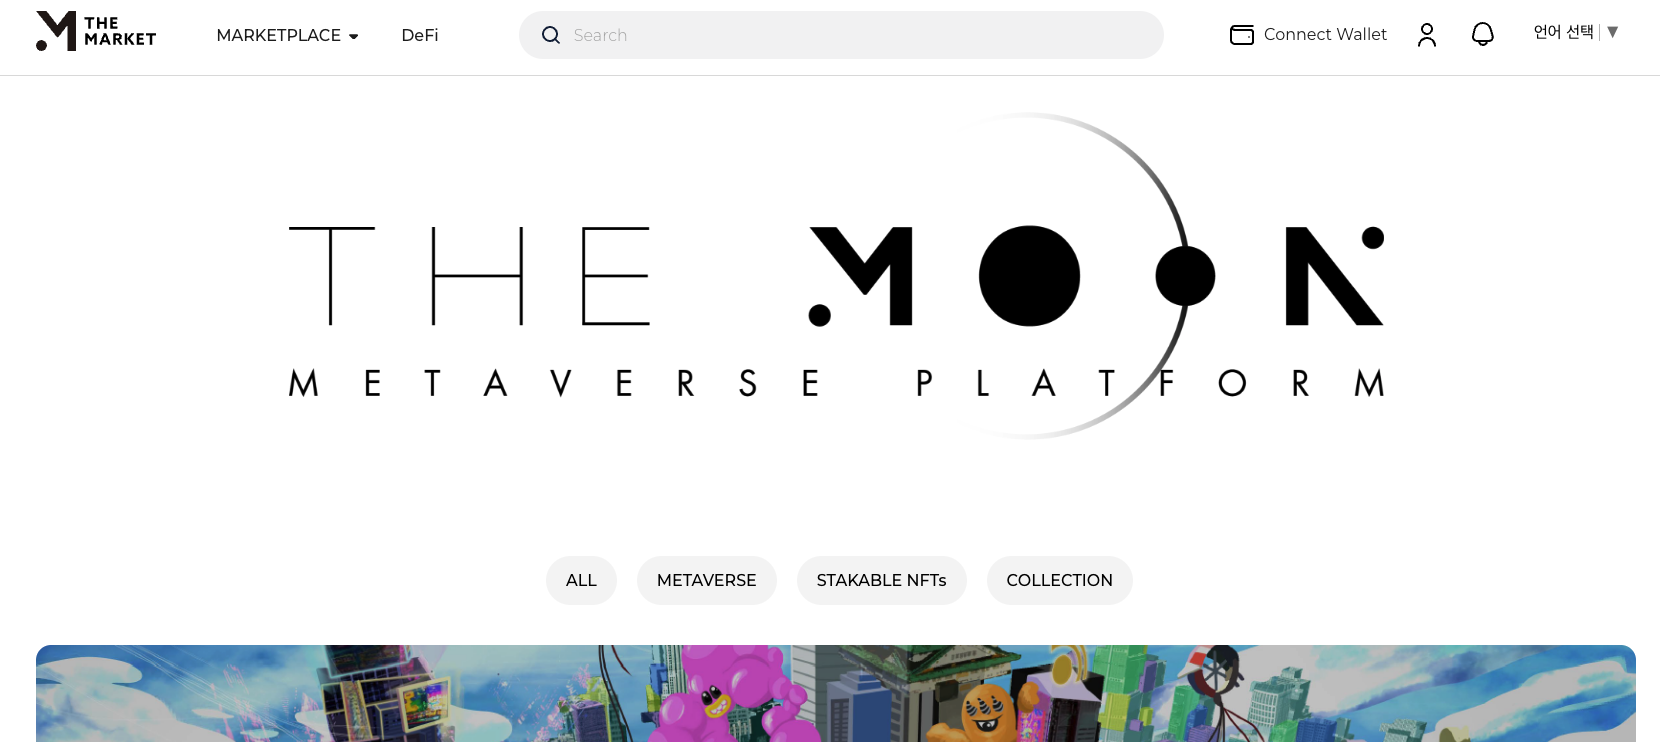 THE
MARKET
MARKETPLACE
DeFi
Search
Connect Wallet
언어 선택
THE MOON
METAVERSE PLATFORM
ALL
METAVERSE
STAKABLE NFTs
COLLECTION